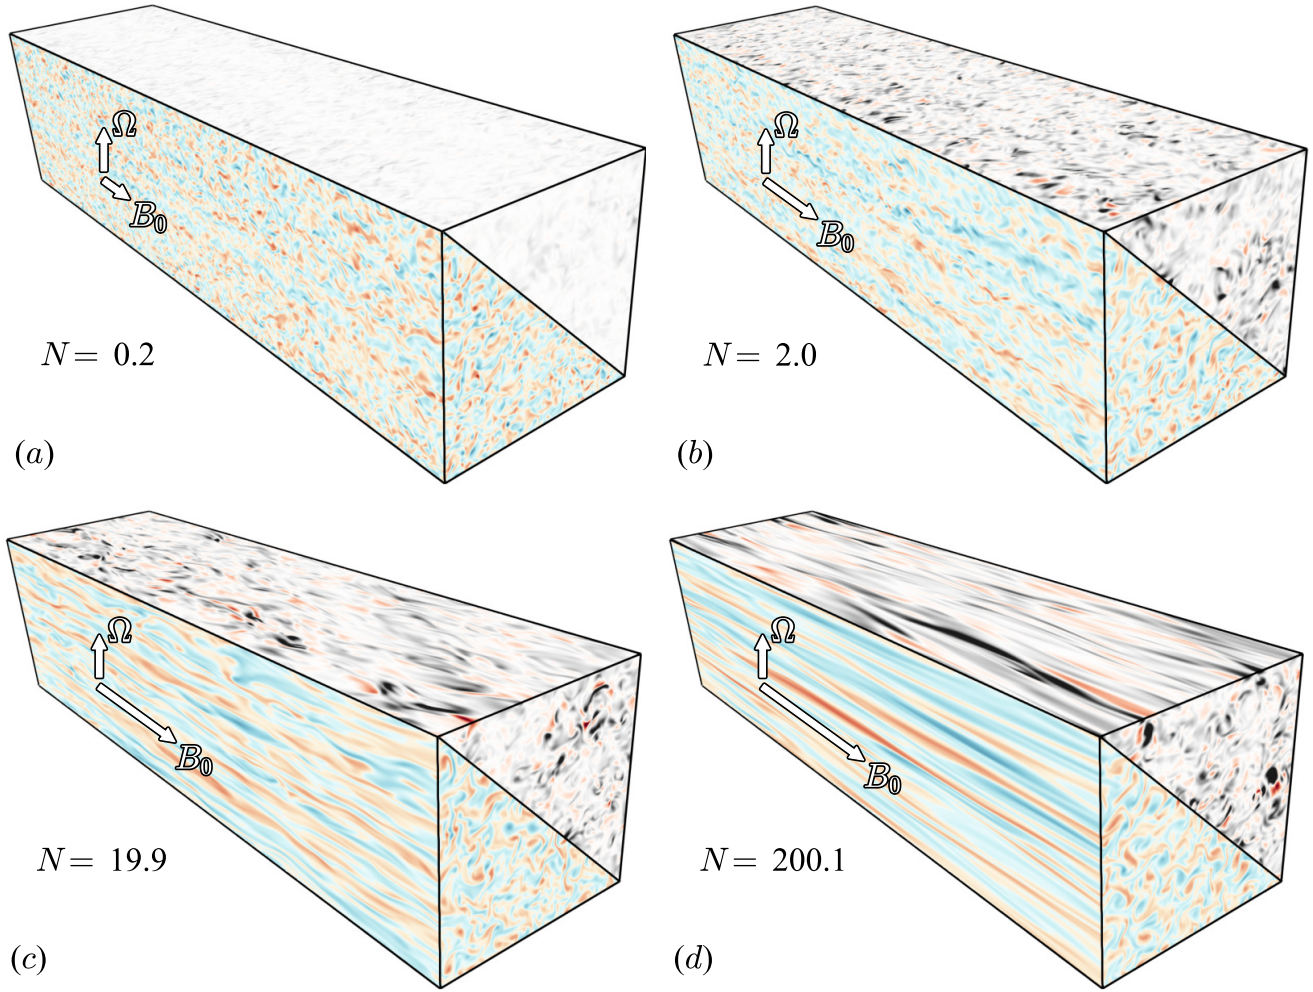 Ω
B₀
N = 0.2
(a)
Ω
B₀
N = 2.0
(b)
Ω
B₀
N = 19.9
(c)
Ω
B₀
N = 200.1
(d)